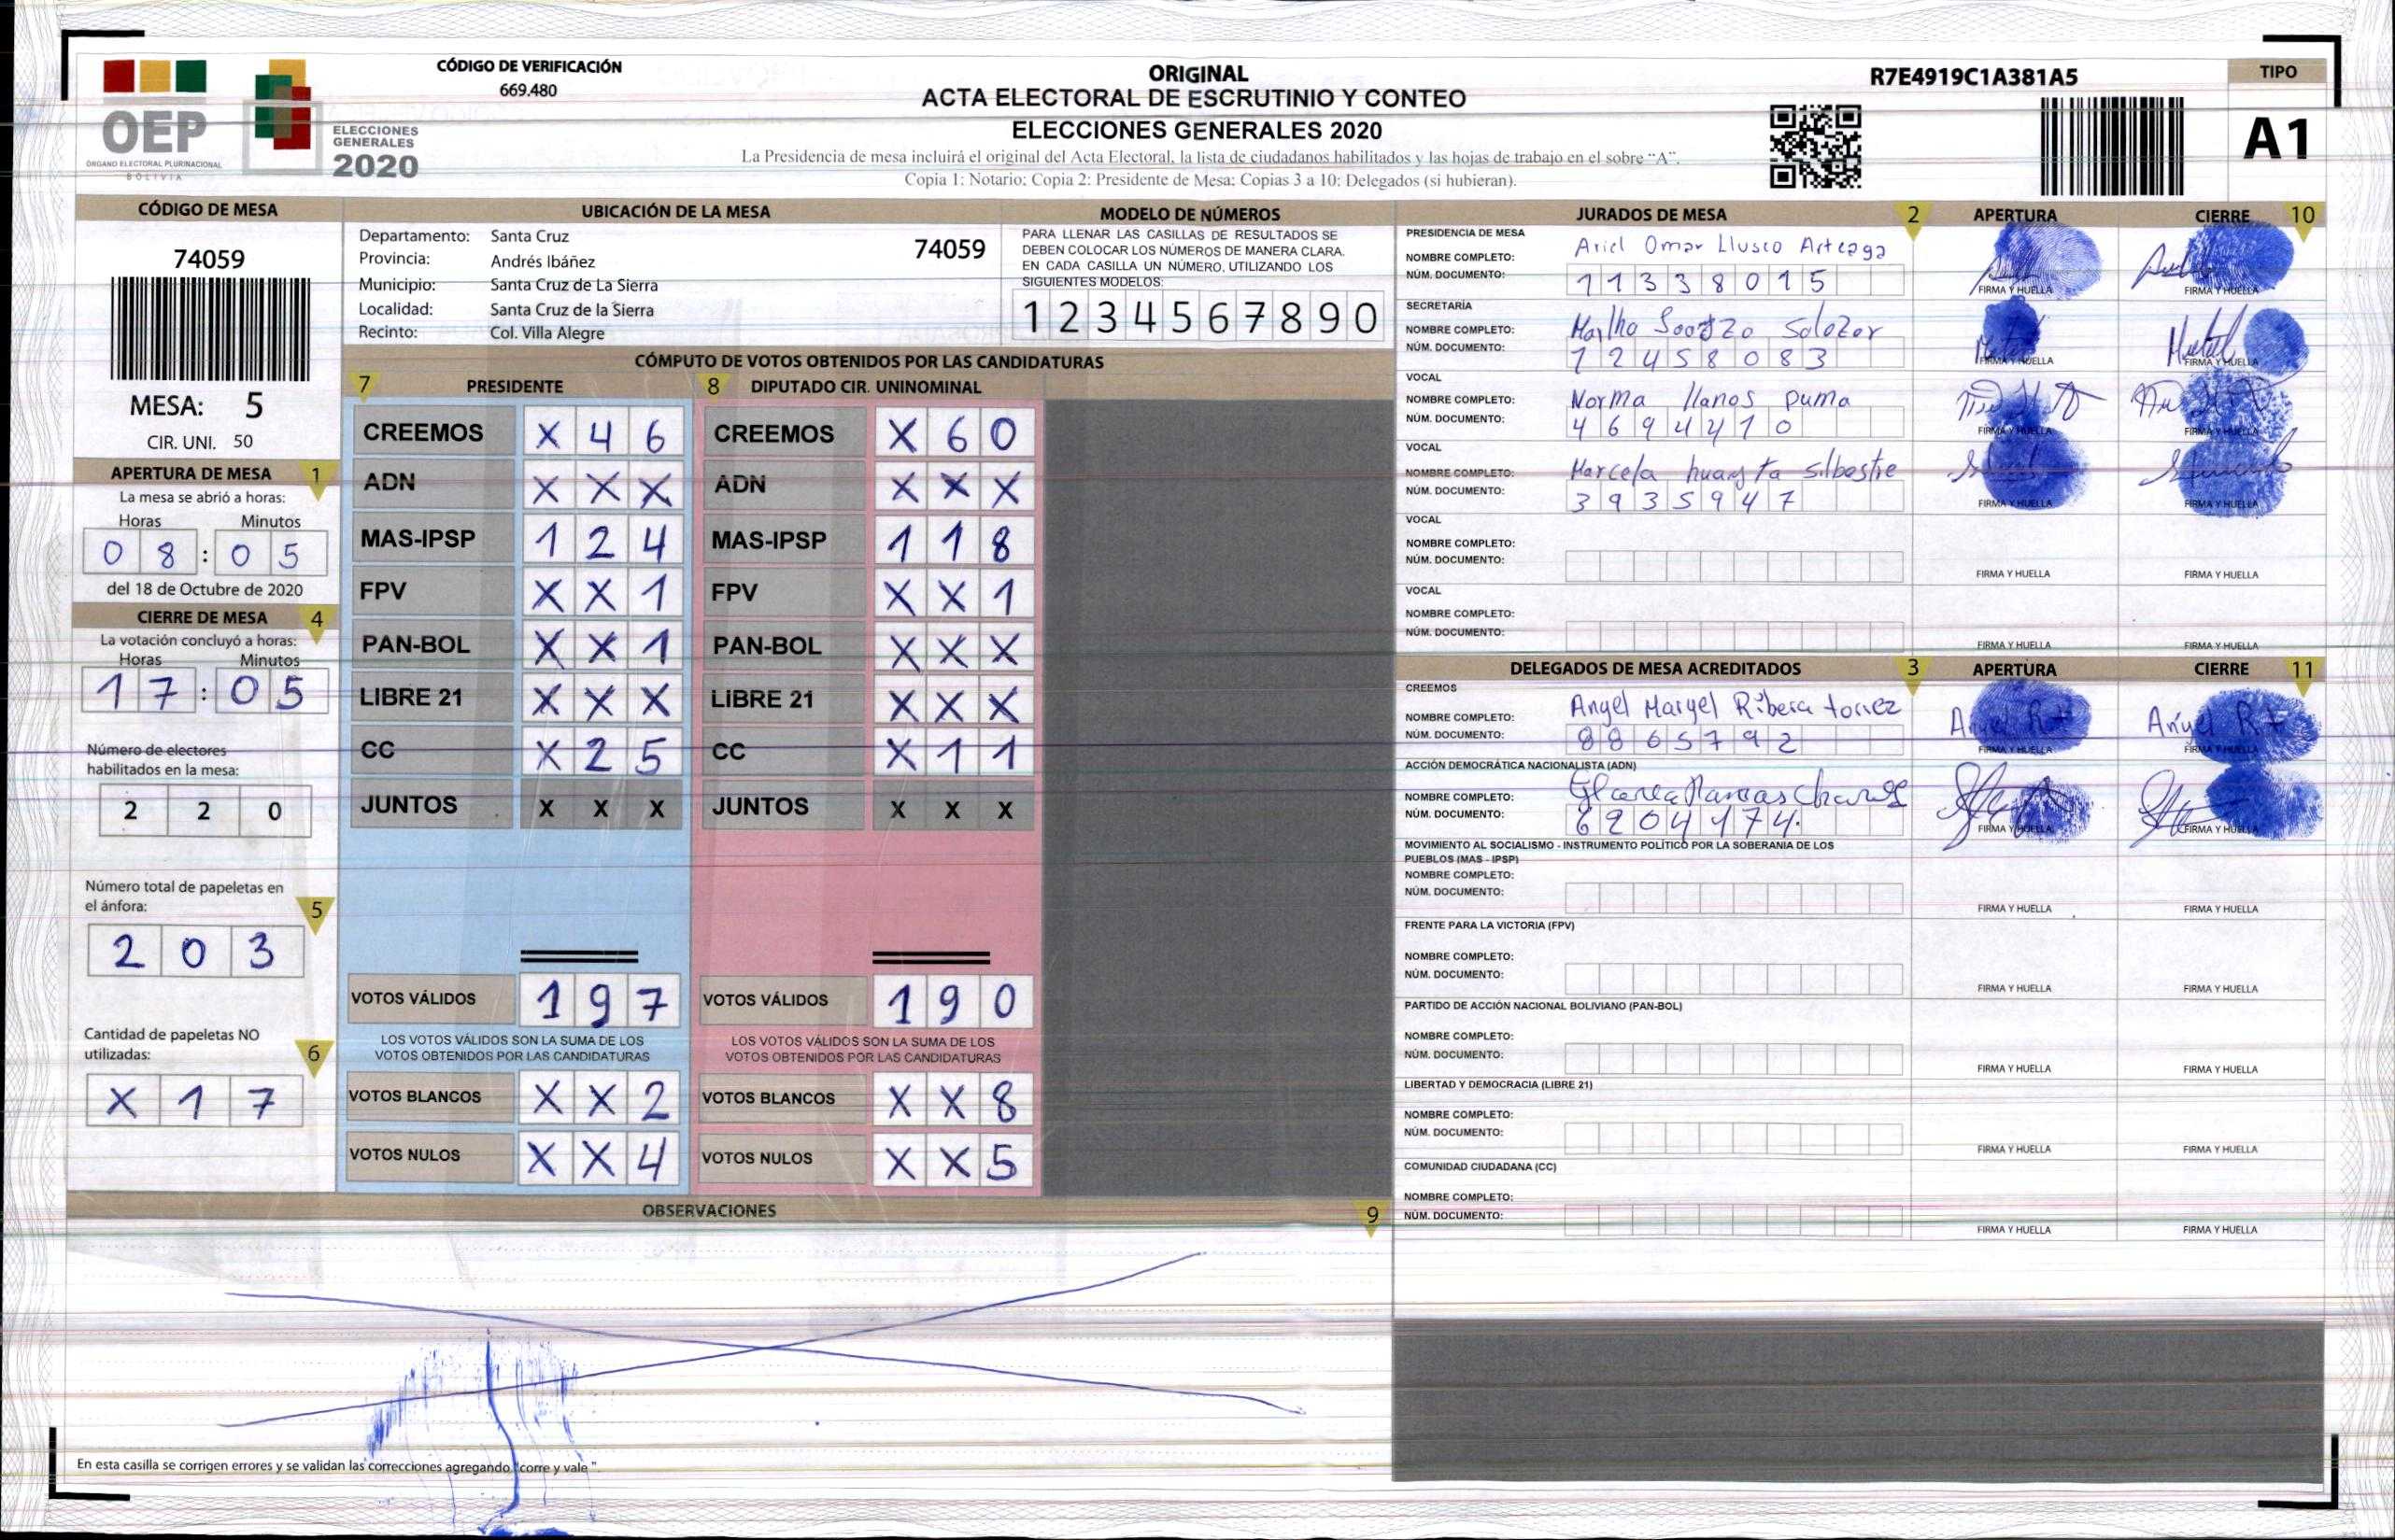 CÓDIGO DE VERIFICACIÓN
669.480
ORIGINAL
ACTA ELECTORAL DE ESCRUTINIO Y CONTEO
ELECCIONES GENERALES 2020
La Presidencia de mesa incluirá el original del Acta Electoral, la lista de ciudadanos habilitados y las hojas de trabajo en el sobre "A".
Copia 1: Notario; Copia 2: Presidente de Mesa; Copias 3 a 10: Delegados (si hubieran).
R7E4919C1A381A5
TIPO
A1
OEP
ÓRGANO ELECTORAL PLURINACIONAL
BOLIVIA
ELECCIONES
GENERALES
2020
CÓDIGO DE MESA
74059
MESA: 5
CIR. UNI. 50
APERTURA DE MESA 1
La mesa se abrió a horas:
Horas Minutos
0 8 : 0 5
del 18 de Octubre de 2020
CIERRE DE MESA 4
La votación concluyó a horas:
Horas Minutos
1 7 : 0 5
Número de electores
habilitados en la mesa:
2 2 0
Número total de papeletas en
el ánfora: 5
2 0 3
Cantidad de papeletas NO
utilizadas: 6
X 1 7
UBICACIÓN DE LA MESA
Departamento: Santa Cruz
74059
Provincia: Andrés Ibáñez
Municipio: Santa Cruz de La Sierra
Localidad: Santa Cruz de la Sierra
Recinto: Col. Villa Alegre
MODELO DE NÚMEROS
PARA LLENAR LAS CASILLAS DE RESULTADOS SE
DEBEN COLOCAR LOS NÚMEROS DE MANERA CLARA.
EN CADA CASILLA UN NÚMERO, UTILIZANDO LOS
SIGUIENTES MODELOS:
1 2 3 4 5 6 7 8 9 0
CÓMPUTO DE VOTOS OBTENIDOS POR LAS CANDIDATURAS
7 PRESIDENTE
CREEMOS X 4 6
ADN X X X
MAS-IPSP 1 2 4
FPV X X 1
PAN-BOL X X 1
LIBRE 21 X X X
CC X 2 5
JUNTOS X X X
VOTOS VÁLIDOS 1 9 7
LOS VOTOS VÁLIDOS SON LA SUMA DE LOS
VOTOS OBTENIDOS POR LAS CANDIDATURAS
VOTOS BLANCOS X X 2
VOTOS NULOS X X 4
8 DIPUTADO CIR. UNINOMINAL
CREEMOS X 6 0
ADN X X X
MAS-IPSP 1 1 8
FPV X X 1
PAN-BOL X X X
LIBRE 21 X X X
CC X 1 1
JUNTOS X X X
VOTOS VÁLIDOS 1 9 0
LOS VOTOS VÁLIDOS SON LA SUMA DE LOS
VOTOS OBTENIDOS POR LAS CANDIDATURAS
VOTOS BLANCOS X X 8
VOTOS NULOS X X 5
OBSERVACIONES 9
En esta casilla se corrigen errores y se validan las correcciones agregando "corre y vale"
JURADOS DE MESA 2 APERTURA CIERRE 10
PRESIDENCIA DE MESA
NOMBRE COMPLETO: Ariel Omar Llusco Arteaga
NÚM. DOCUMENTO: 1 1 3 3 8 0 1 5
FIRMA Y HUELLA FIRMA Y HUELLA
SECRETARÍA
NOMBRE COMPLETO:
NÚM. DOCUMENTO: 1 2 4 5 8 0 8 3
FIRMA Y HUELLA FIRMA Y HUELLA
VOCAL
NOMBRE COMPLETO: Norma llanos puma
NÚM. DOCUMENTO: 4 6 9 4 4 1 0
FIRMA Y HUELLA FIRMA Y HUELLA
VOCAL
NOMBRE COMPLETO: Marcela silbestre
NÚM. DOCUMENTO: 3 9 3 5 9 4 7
FIRMA Y HUELLA FIRMA Y HUELLA
VOCAL
NOMBRE COMPLETO:
NÚM. DOCUMENTO:
FIRMA Y HUELLA FIRMA Y HUELLA
VOCAL
NOMBRE COMPLETO:
NÚM. DOCUMENTO:
FIRMA Y HUELLA FIRMA Y HUELLA
DELEGADOS DE MESA ACREDITADOS 3 APERTURA CIERRE 11
CREEMOS
NOMBRE COMPLETO: Angel Maryel Ribera torrez
NÚM. DOCUMENTO: 8 8 6 5 7 9 2
FIRMA Y HUELLA FIRMA Y HUELLA
ACCIÓN DEMOCRÁTICA NACIONALISTA (ADN)
NOMBRE COMPLETO:
NÚM. DOCUMENTO: 6 2 0 4 1 7 4
FIRMA Y HUELLA FIRMA Y HUELLA
MOVIMIENTO AL SOCIALISMO - INSTRUMENTO POLÍTICO POR LA SOBERANIA DE LOS
PUEBLOS (MAS - IPSP)
NOMBRE COMPLETO:
NÚM. DOCUMENTO:
FIRMA Y HUELLA FIRMA Y HUELLA
FRENTE PARA LA VICTORIA (FPV)
NOMBRE COMPLETO:
NÚM. DOCUMENTO:
FIRMA Y HUELLA FIRMA Y HUELLA
PARTIDO DE ACCIÓN NACIONAL BOLIVIANO (PAN-BOL)
NOMBRE COMPLETO:
NÚM. DOCUMENTO:
FIRMA Y HUELLA FIRMA Y HUELLA
LIBERTAD Y DEMOCRACIA (LIBRE 21)
NOMBRE COMPLETO:
NÚM. DOCUMENTO:
FIRMA Y HUELLA FIRMA Y HUELLA
COMUNIDAD CIUDADANA (CC)
NOMBRE COMPLETO:
NÚM. DOCUMENTO:
FIRMA Y HUELLA FIRMA Y HUELLA